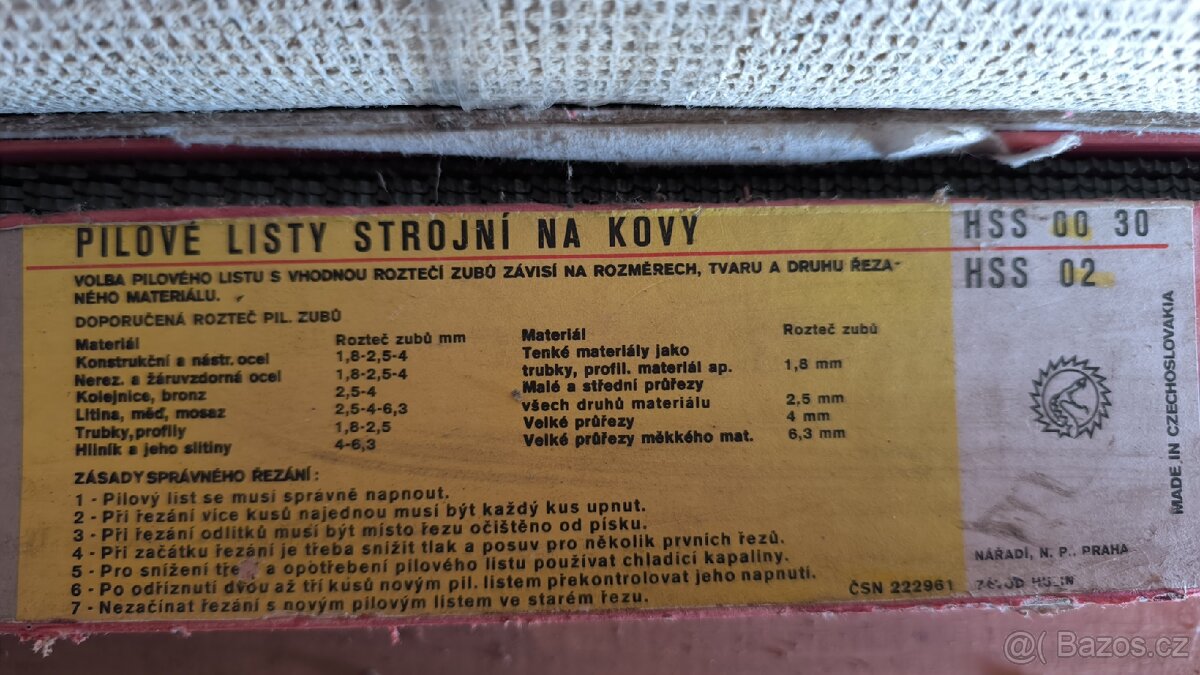 PILOVÉ LISTY STROJNÍ NA KOVY
HSS 00 30
HSS 02
VOLBA PILOVÉHO LISTU S VHODNOU ROZTEČÍ ZUBŮ ZÁVISÍ NA ROZMĚRECH, TVARU A DRUHU ŘEZA-
NÉHO MATERIÁLU.
DOPORUČENÁ ROZTEČ PIL. ZUBŮ
Materiál Rozteč zubů mm
Konstrukční a nástr. ocel 1,8-2,5-4
Nerez. a žáruvzdorná ocel 1,8-2,5-4
Kolejnice, bronz 2,5-4
Litina, měď, mosaz 2,5-4-6,3
Trubky, profily 1,8-2,5
Hliník a jeho slitiny 4-6,3
Materiál Rozteč zubů
Tenké materiály jako
trubky, profil. materiál ap. 1,8 mm
Malé a střední průřezy
všech druhů materiálu 2,5 mm
Velké průřezy 4 mm
Velké průřezy měkkého mat. 6,3 mm
ZÁSADY SPRÁVNÉHO ŘEZÁNÍ:
1 - Pilový list se musí správně napnout.
2 - Při řezání více kusů najednou musí být každý kus upnut.
3 - Při řezání odlitků musí být místo řezu očištěno od písku.
4 - Při začátku řezání je třeba snížit tlak a posuv pro několik prvních řezů.
5 - Pro snížení tření a opotřebení pilového listu používat chladící kapaliny.
6 - Po odříznutí dvou až tří kusů novým pil. listem překontrolovat jeho napnutí.
7 - Nezačínat řezání s novým pilovým listem ve starém řezu.
ČSN 222961
MADE IN CZECHOSLOVAKIA
NÁŘADÍ, N. P., PRAHA
ZÁVOD HULÍN
© Bazos.cz